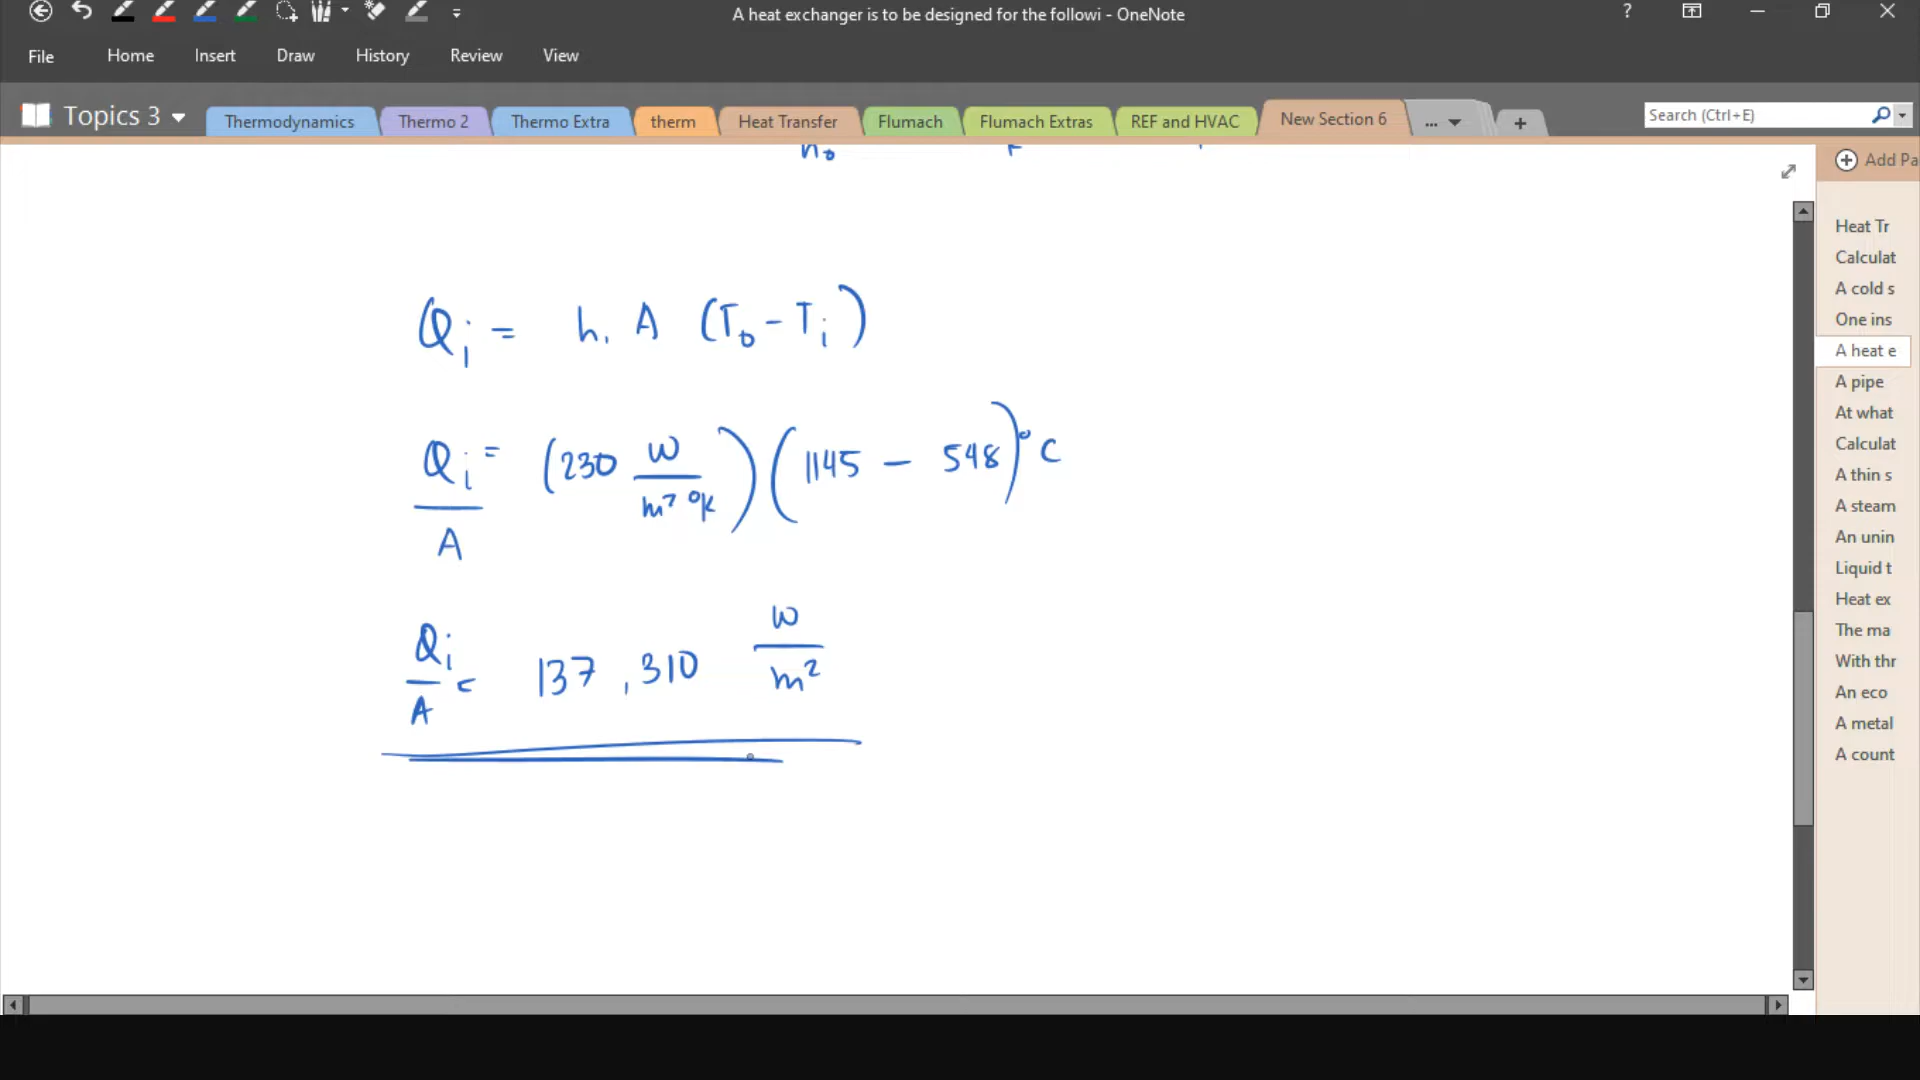 A heat exchanger is to be designed for the followi - OneNote
?
File Home Insert Draw History Review View
Topics 3
Thermodynamics Thermo 2 Thermo Extra therm Heat Transfer Flumach Flumach Extras REF and HVAC New Section 6 ... +
Search (Ctrl+E)
Add Pa
Heat Tr
Calculat
A cold s
One ins
A heat e
A pipe
At what
Calculat
A thin s
A steam
An unin
Liquid t
Heat ex
The ma
With thr
An eco
A metal
A count
Qi = hi A (To - Ti)
Qi/A = (230 W/m² °K)(1145 - 548)°C
Qi/A = 137,310 W/m²